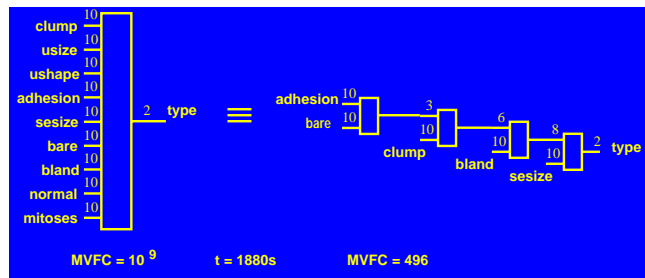 10
clump
10
usize
10
ushape
10
adhesion
10
sesize
10
bare
10
bland
10
normal
10
mitoses
2 type
≡
adhesion 10
bare 10
3
10
clump
6
10
bland
8
10
sesize
2 type
MVFC = 10 9 t = 1880s MVFC = 496